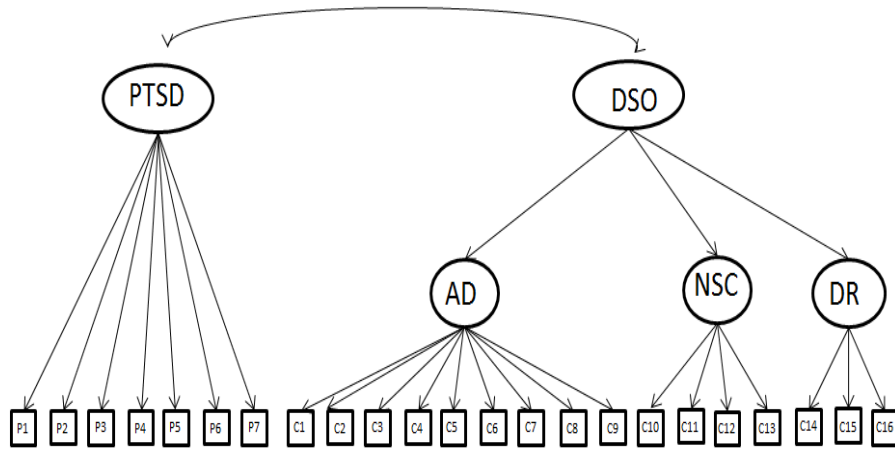 PTSD DSO
AD NSC DR
P1 P2 P3 P4 P5 P6 P7 C1 C2 C3 C4 C5 C6 C7 C8 C9 C10 C11 C12 C13 C14 C15 C16